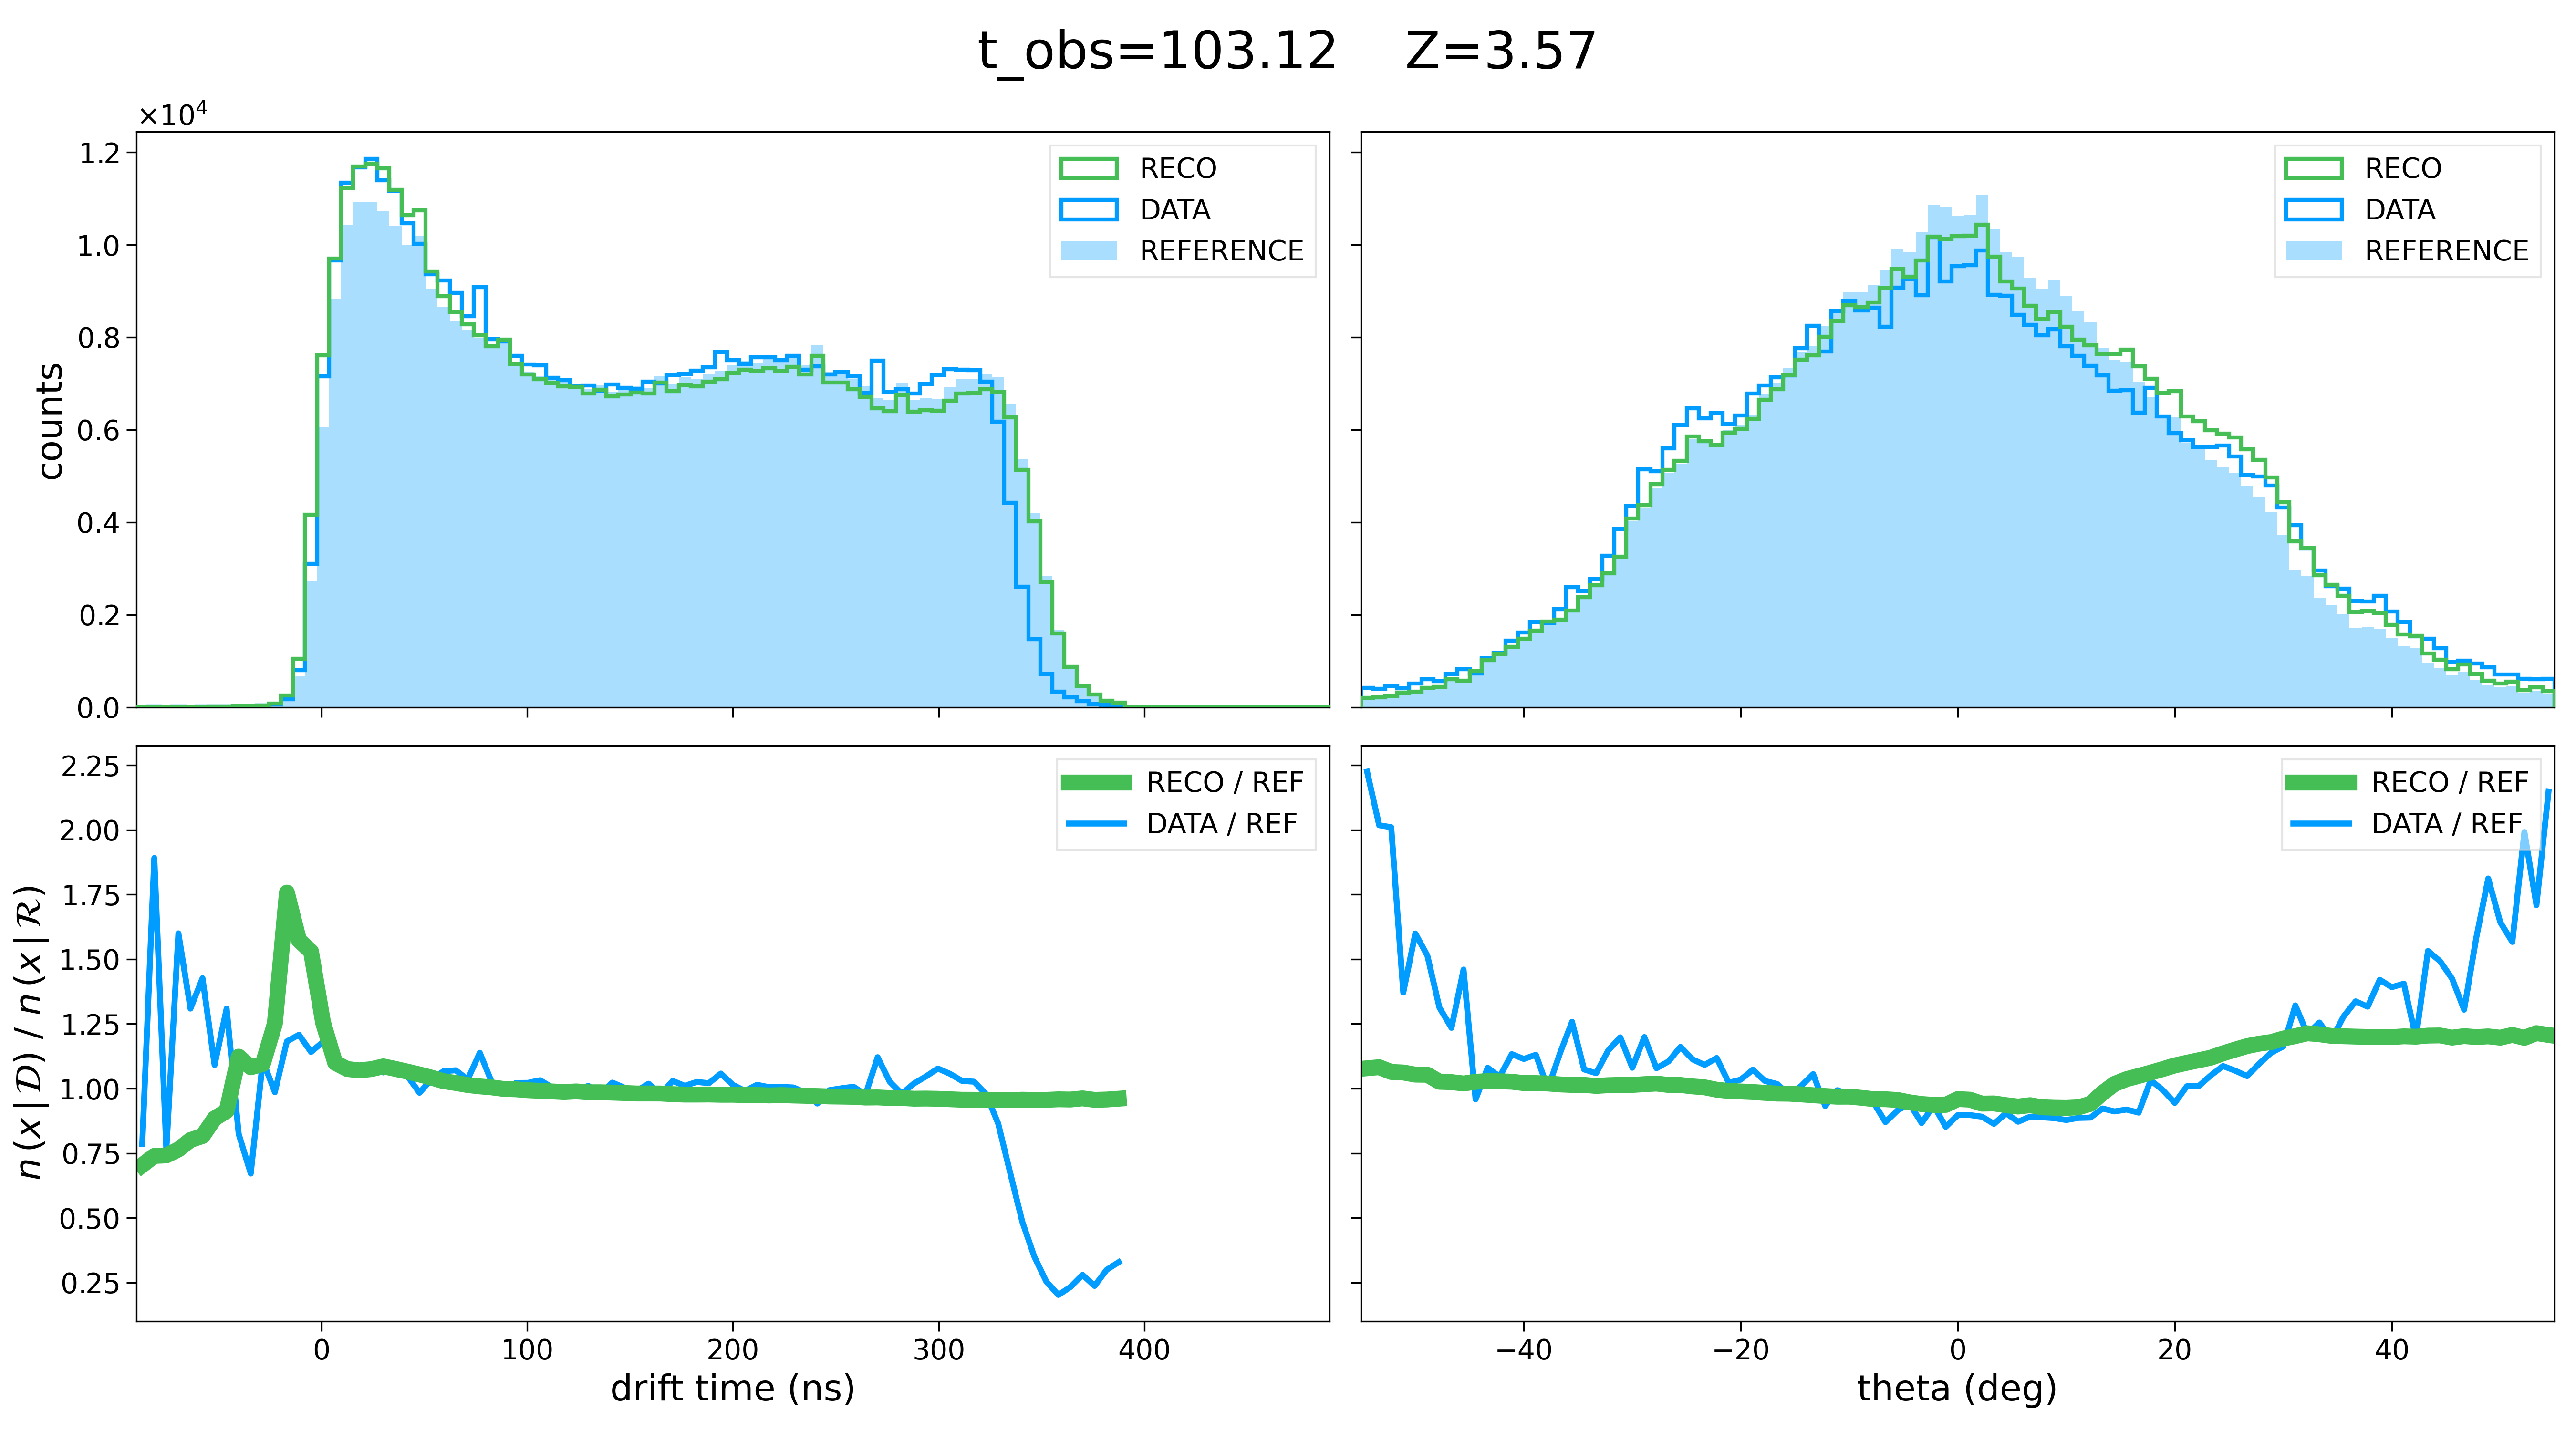 t_obs=103.12 Z=3.57
×10⁴
1.2
1.0
0.8
0.6
0.4
0.2
0.0
counts
RECO
DATA
REFERENCE
RECO
DATA
REFERENCE
2.25
2.00
1.75
1.50
1.25
1.00
0.75
0.50
0.25
n(x|𝒟) / n(x|ℛ)
RECO / REF
DATA / REF
0 100 200 300 400
drift time (ns)
RECO / REF
DATA / REF
−40 −20 0 20 40
theta (deg)